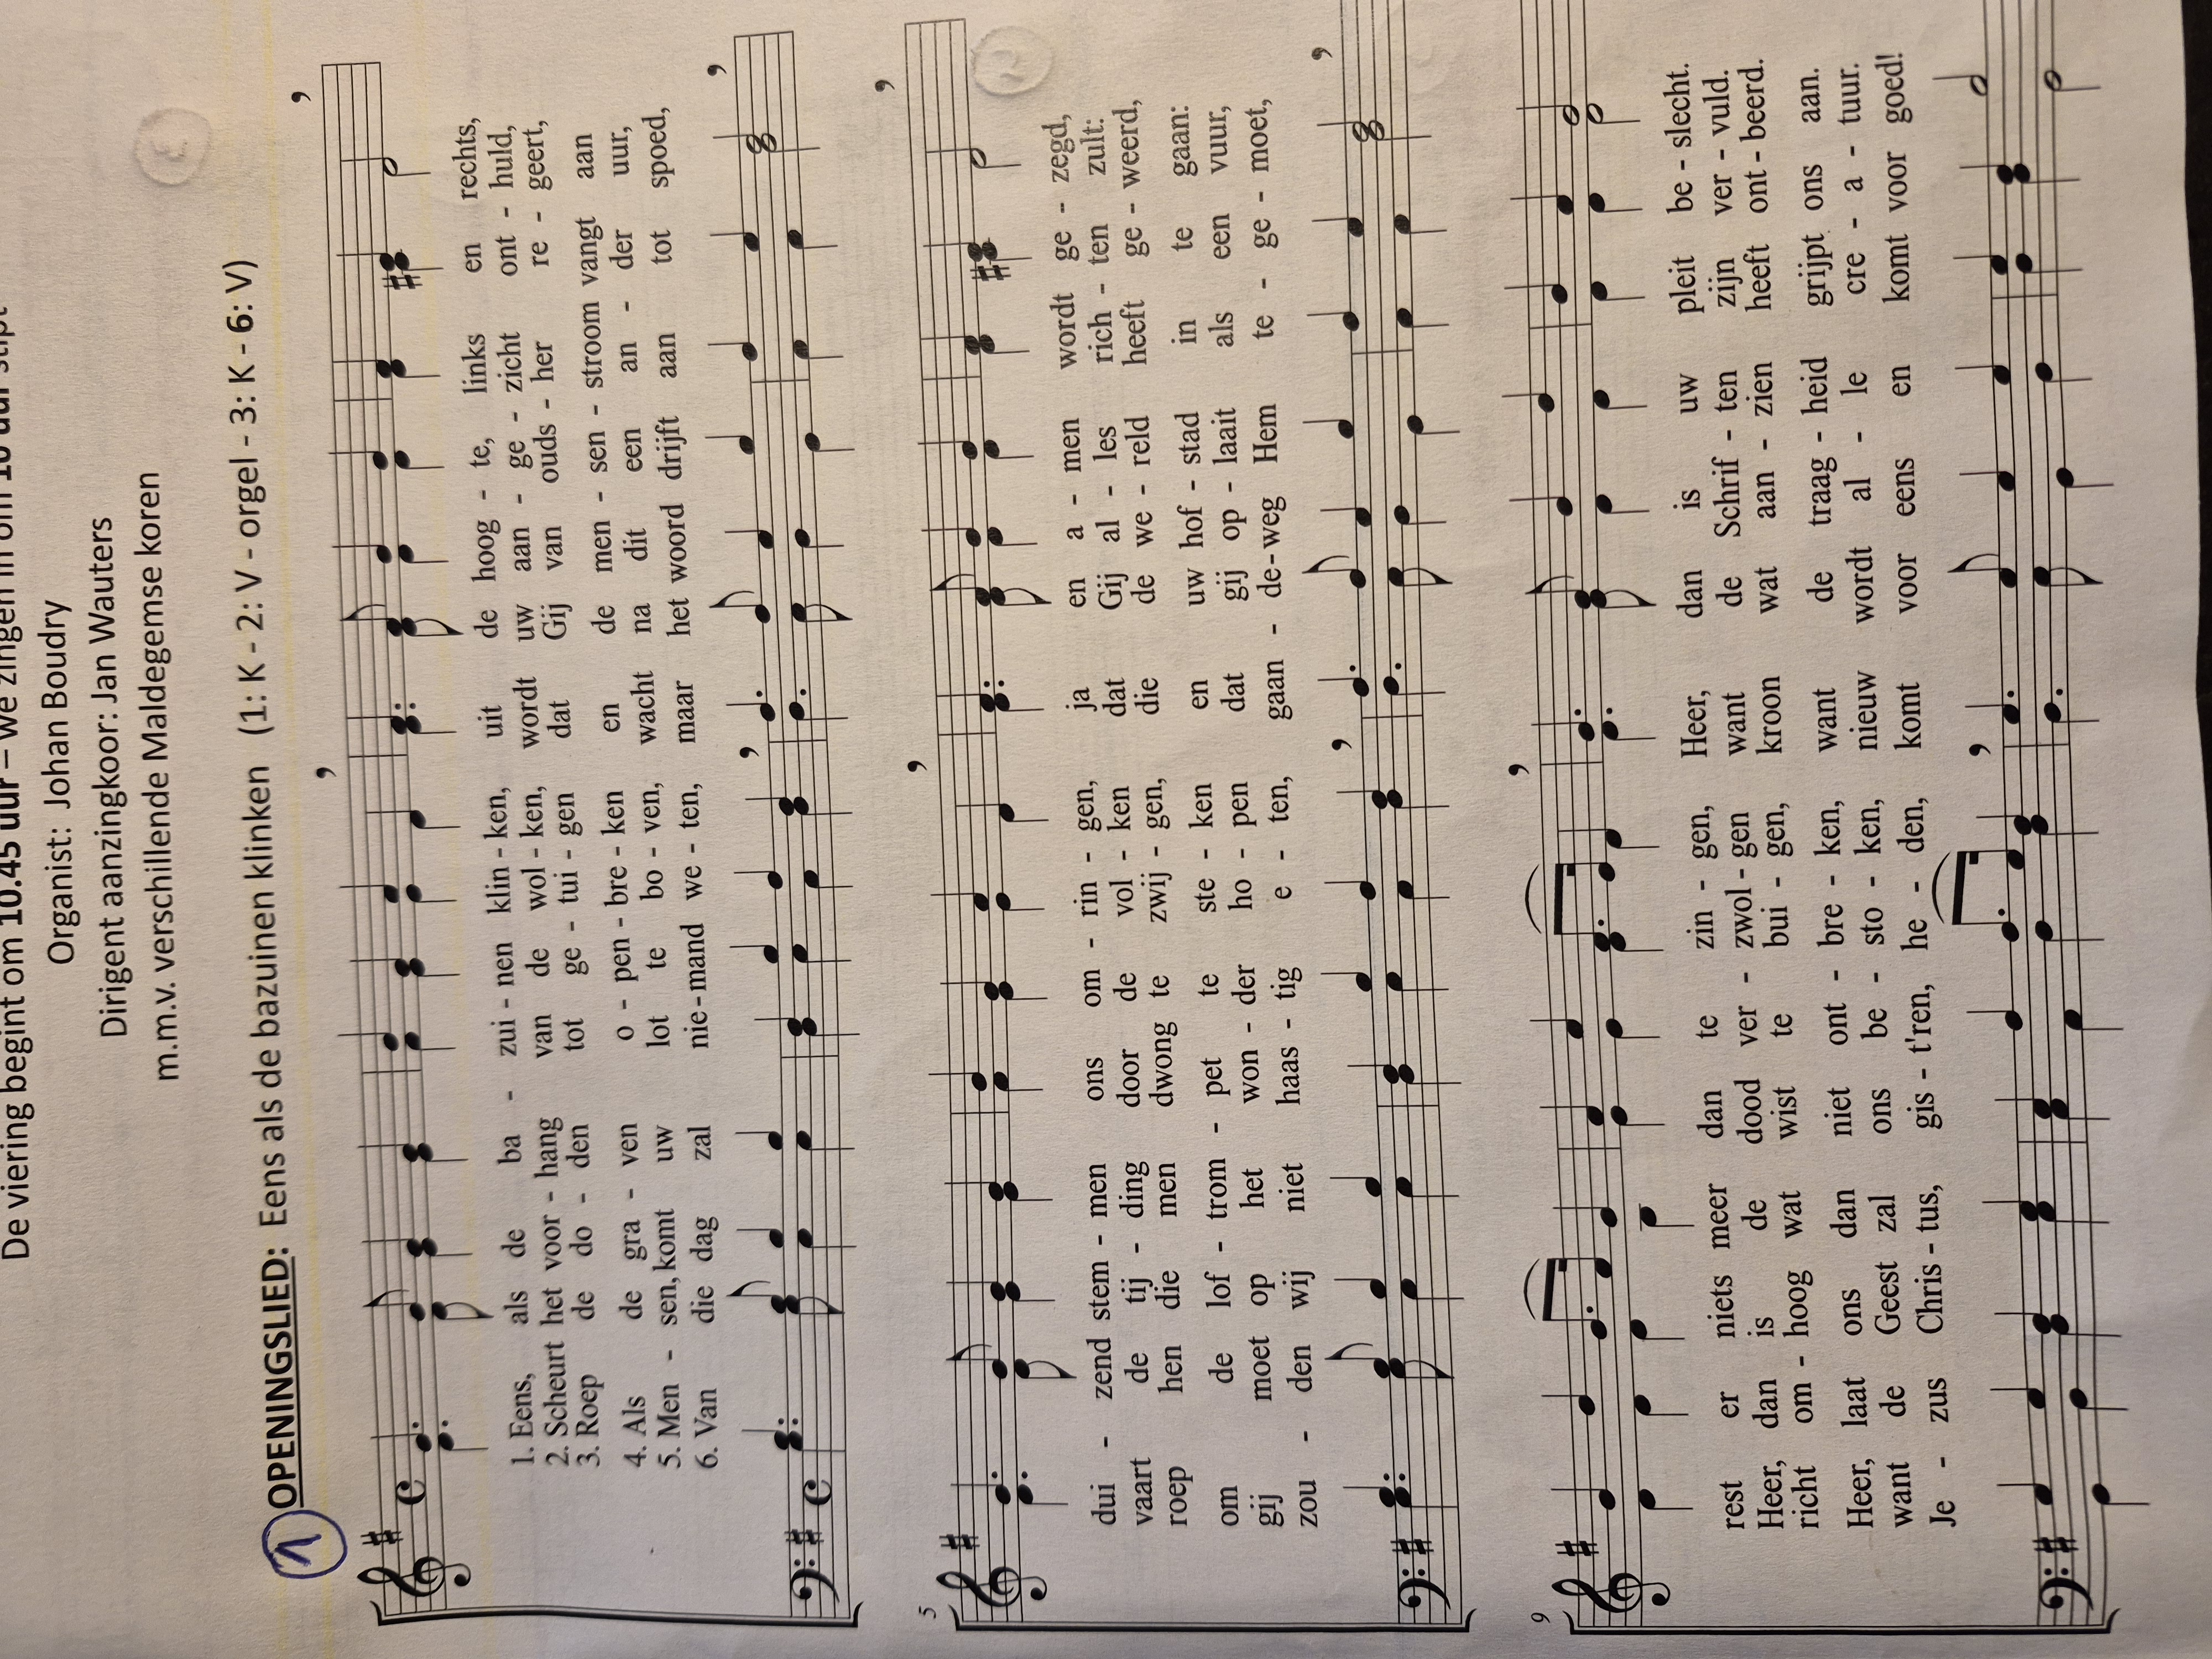 De viering begint om 10.45 uur – we zingen in om 10 uur stipt
Organist: Johan Boudry
Dirigent aanzingkoor: Jan Wauters
m.m.v. verschillende Maldegemse koren
1 OPENINGSLIED: Eens als de bazuinen klinken (1: K - 2: V - orgel - 3: K - 6: V)
1. Eens, als de ba - zui - nen klin - ken, uit de hoog - te, links en rechts,
2. Scheurt het voor - hang van de wol - ken, wordt uw aan - ge - zicht ont - huld,
3. Roep de do - den tot ge - tui - gen dat Gij van ouds - her re - geert,
4. Als de gra - ven o - pen - bre - ken en de men - sen - stroom vangt aan
5. Men - sen, komt uw lot te bo - ven, wacht na dit een an - der uur,
6. Van die dag zal nie - mand we - ten, maar het woord drijft aan tot spoed,
5
dui - zend stem - men ons om - rin - gen, ja en a - men wordt ge - zegd,
vaart de tij - ding door de vol - ken dat Gij al - les rich - ten zult:
roep hen die men dwong te zwij - gen, die de we - reld heeft ge - weerd,
om de lof - trom - pet te ste - ken en uw hof - stad in te gaan:
gij moet op het won - der ho - pen dat gij op - laait als een vuur,
zou - den wij niet haas - tig e - ten, gaan - de - weg Hem te - ge - moet,
9
rest er niets meer dan te zin - gen, Heer, dan is uw pleit be - slecht.
Heer, dan is de dood ver - zwol - gen want de Schrif - ten zijn ver - vuld.
richt om - hoog wat wist te bui - gen, kroon wat aan - zien heeft ont - beerd.
Heer, laat ons dan niet ont - bre - ken, want de traag - heid grijpt ons aan.
want de Geest zal ons be - sto - ken, nieuw wordt al - le cre - a - tuur.
Je - zus Chris - tus, gis - t'ren, he - den, komt voor eens en komt voor goed!